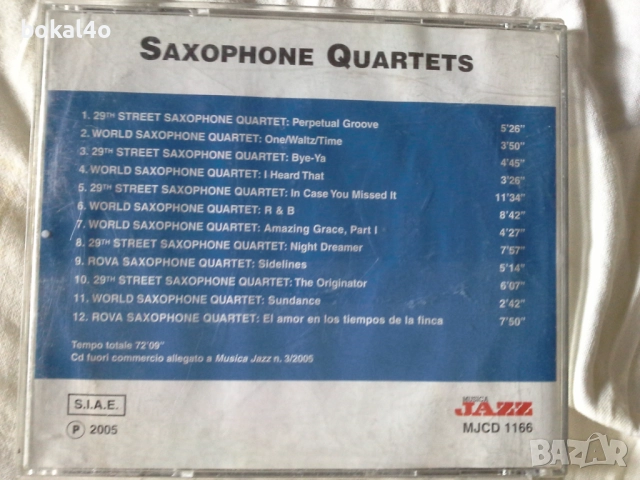 bokal4o
SAXOPHONE QUARTETS
1. 29TH STREET SAXOPHONE QUARTET: Perpetual Groove 5'26"
2. WORLD SAXOPHONE QUARTET: One/Waltz/Time 3'50"
3. 29TH STREET SAXOPHONE QUARTET: Bye-Ya 4'45"
4. WORLD SAXOPHONE QUARTET: I Heard That 3'26"
5. 29TH STREET SAXOPHONE QUARTET: In Case You Missed It 11'34"
6. WORLD SAXOPHONE QUARTET: R & B 8'42"
7. WORLD SAXOPHONE QUARTET: Amazing Grace, Part I 4'27"
8. 29TH STREET SAXOPHONE QUARTET: Night Dreamer 7'57"
9. ROVA SAXOPHONE QUARTET: Sidelines 5'14"
10. 29TH STREET SAXOPHONE QUARTET: The Originator 6'07"
11. WORLD SAXOPHONE QUARTET: Sundance 2'42"
12. ROVA SAXOPHONE QUARTET: El amor en los tiempos de la finca 7'50"
Tempo totale 72'09"
Cd fuori commercio allegato a Musica Jazz n. 3/2005
S.I.A.E.
℗ 2005
MUSICA
JAZZ
MJCD 1166
BAZAR